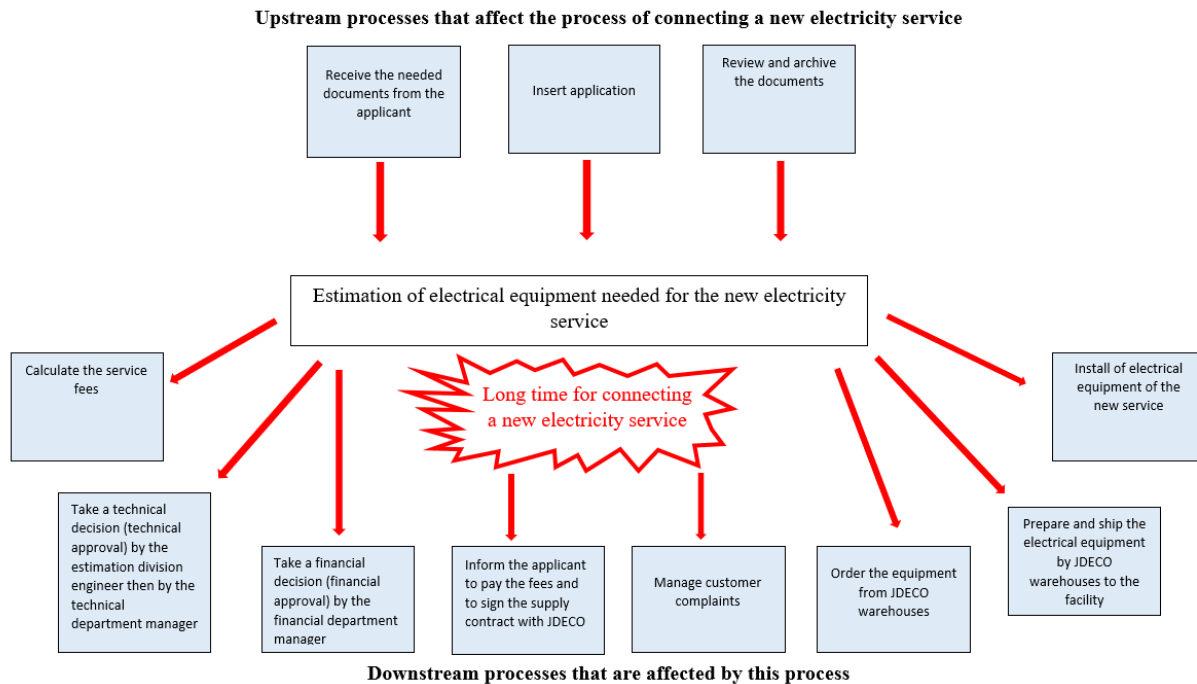 Upstream processes that affect the process of connecting a new electricity service
Receive the needed
documents from the
applicant
Insert application
Review and archive
the documents
Estimation of electrical equipment needed for the new electricity
service
Calculate the service
fees
Long time for connecting
a new electricity service
Install of electrical
equipment of the
new service
Take a technical
decision (technical
approval) by the
estimation division
engineer then by the
technical
department manager
Take a financial
decision (financial
approval) by the
financial department
manager
Inform the applicant
to pay the fees and
to sign the supply
contract with JDECO
Manage customer
complaints
Order the equipment
from JDECO
warehouses
Prepare and ship the
electrical equipment
by JDECO
warehouses to the
facility
Downstream processes that are affected by this process